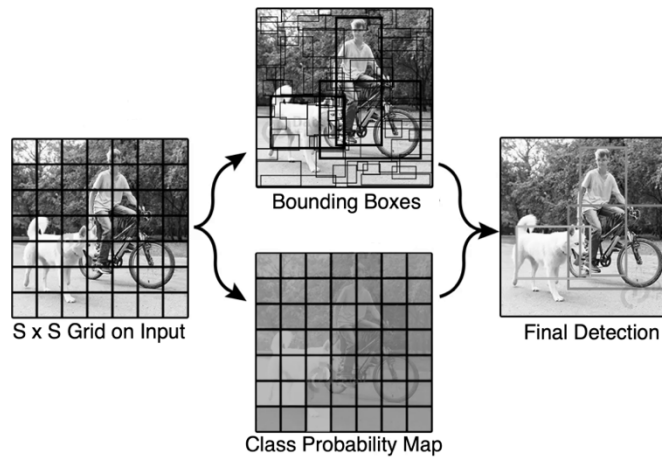 S x S Grid on Input
Bounding Boxes
Class Probability Map
Final Detection